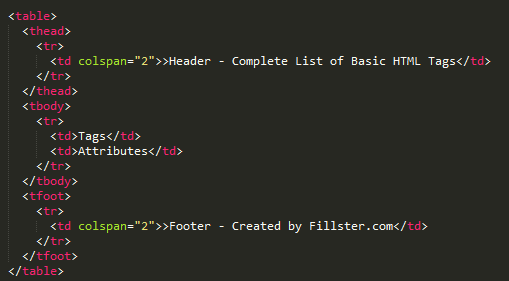 <table>
<thead>
<tr>
<td colspan="2">>Header - Complete List of Basic HTML Tags</td>
</tr>
</thead>
<tbody>
<tr>
<td>Tags</td>
<td>Attributes</td>
</tr>
</tbody>
<tfoot>
<tr>
<td colspan="2">>Footer - Created by Fillster.com</td>
</tr>
</tfoot>
</table>